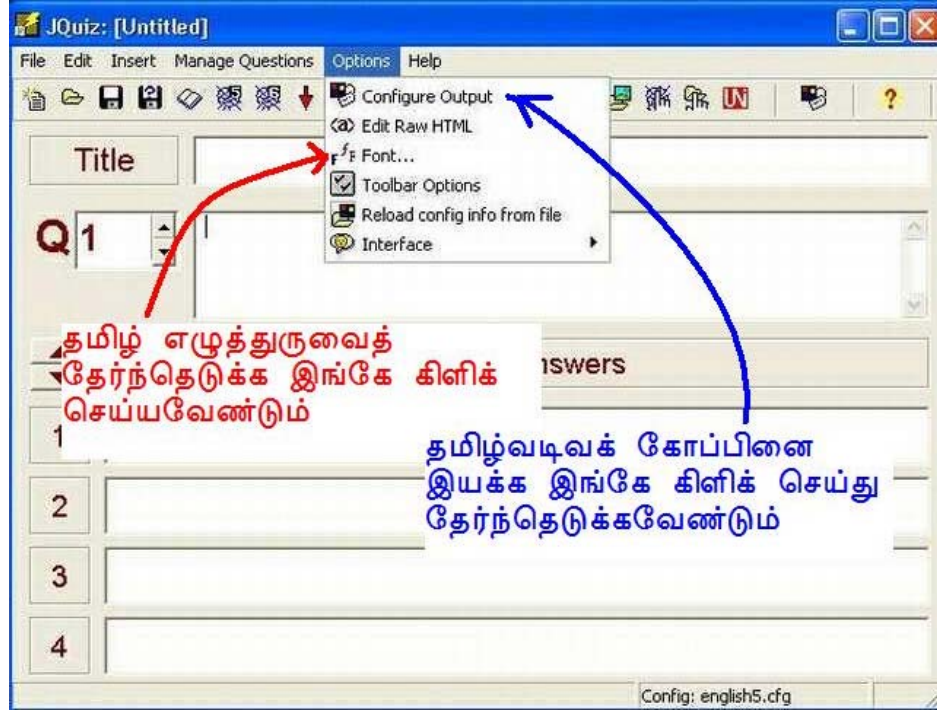 JQuiz: [Untitled]
File Edit Insert Manage Questions Options Help
Configure Output
<a> Edit Raw HTML
Font...
Toolbar Options
Reload config info from file
Interface
?
Title
Q 1
தமிழ் எழுத்துருவைத்
தேர்ந்தெடுக்க இங்கே கிளிக்
செய்யவேண்டும்
swers
தமிழ்வடிவக் கோப்பினை
இயக்க இங்கே கிளிக் செய்து
தேர்ந்தெடுக்கவேண்டும்
1
2
3
4
Config: english5.cfg